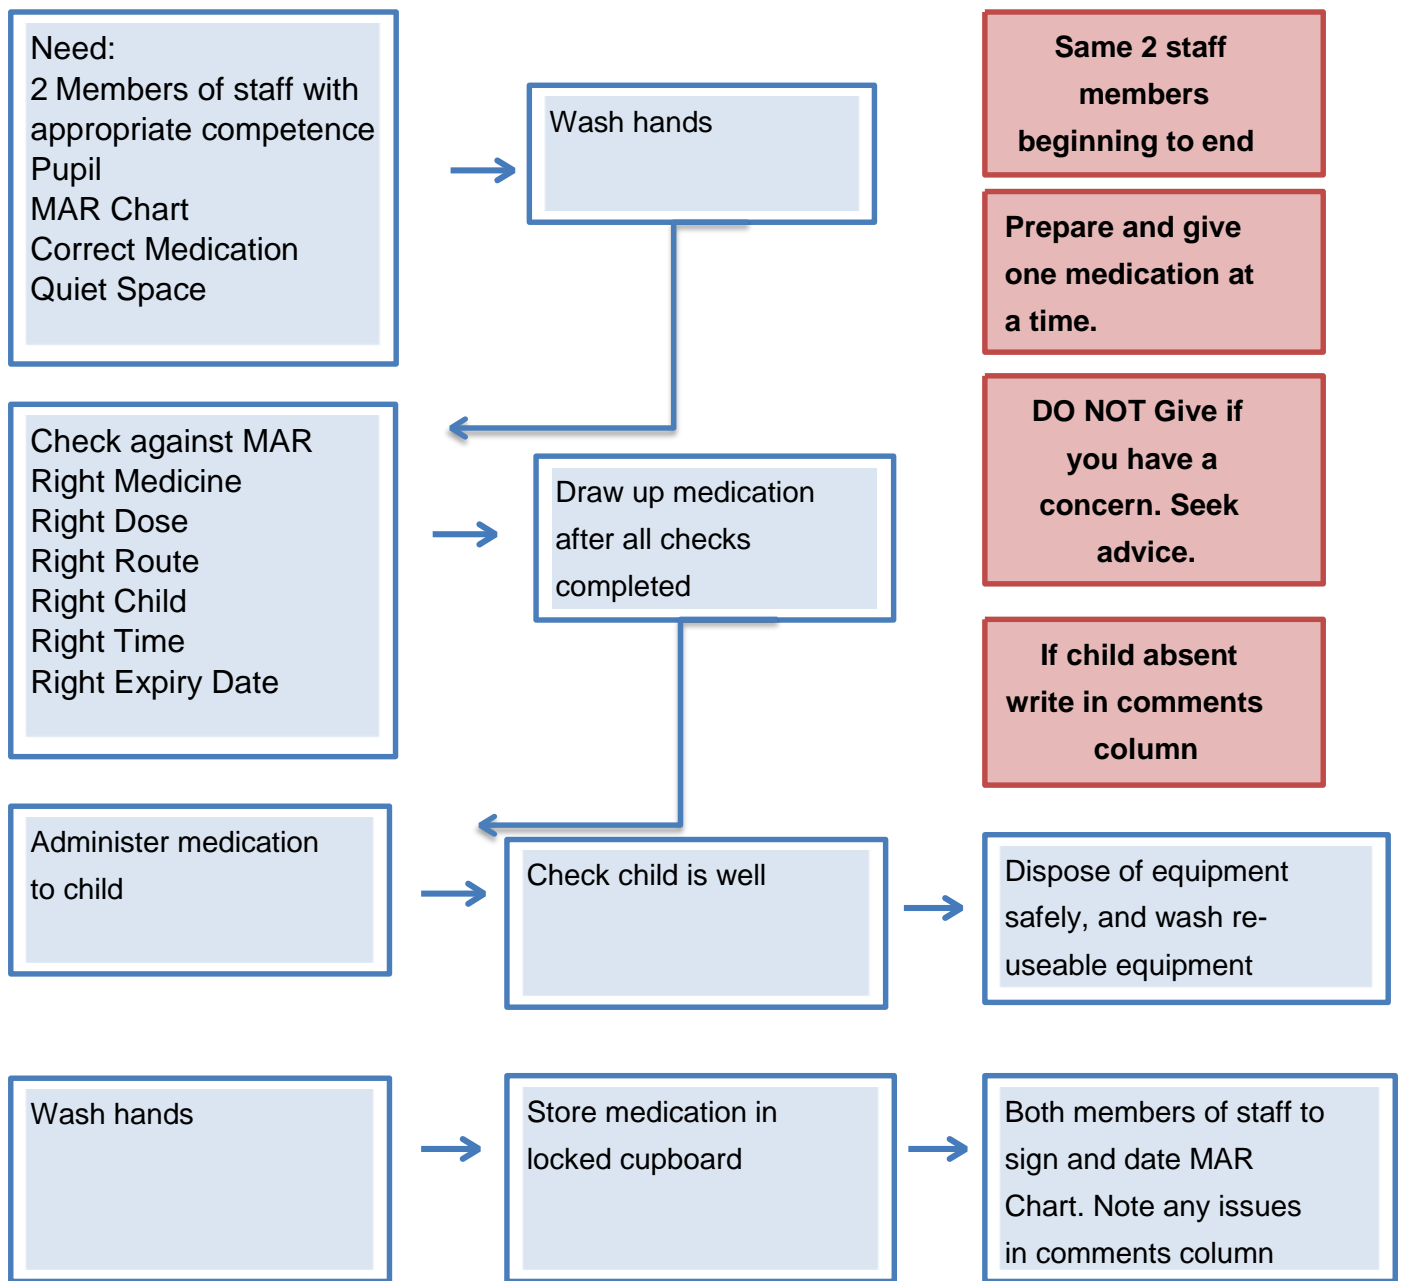 Need:
2 Members of staff with
appropriate competence
Pupil
MAR Chart
Correct Medication
Quiet Space
Wash hands
Same 2 staff
members
beginning to end
Prepare and give
one medication at
a time.
Check against MAR
Right Medicine
Right Dose
Right Route
Right Child
Right Time
Right Expiry Date
Draw up medication
after all checks
completed
DO NOT Give if
you have a
concern. Seek
advice.
If child absent
write in comments
column
Administer medication
to child
Check child is well
Dispose of equipment
safely, and wash re-
useable equipment
Wash hands
Store medication in
locked cupboard
Both members of staff to
sign and date MAR
Chart. Note any issues
in comments column